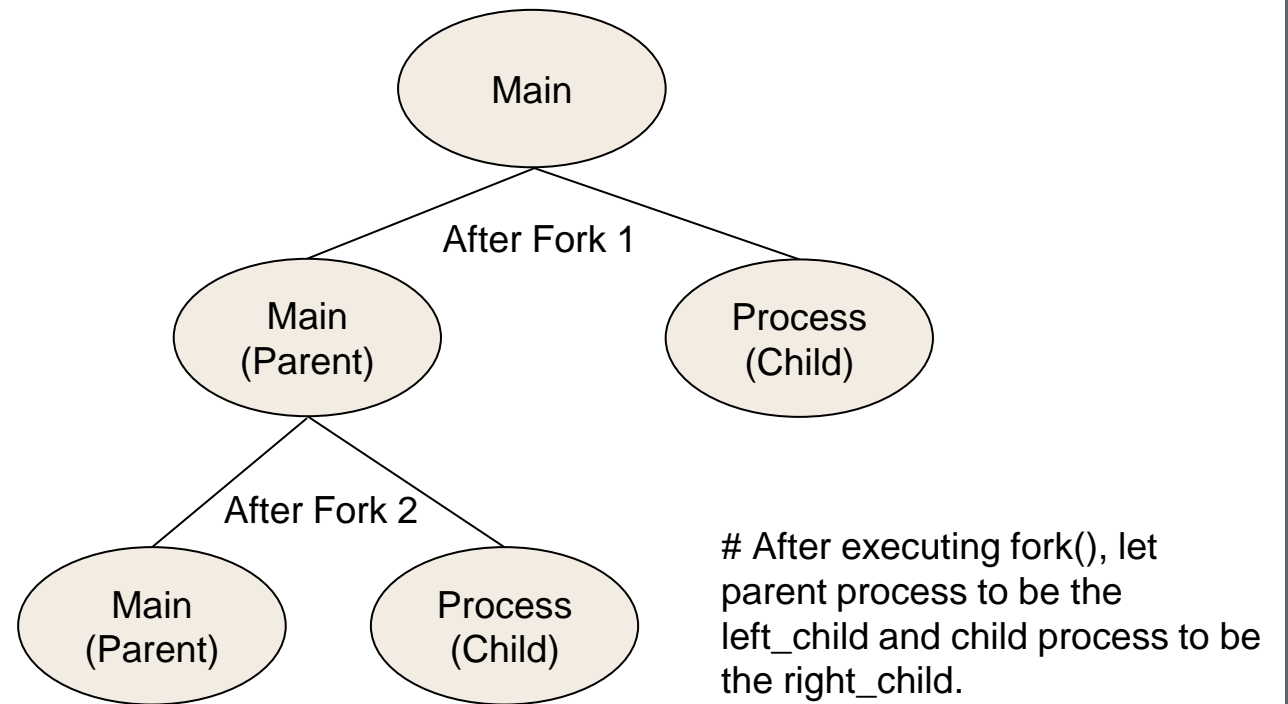 Main
After Fork 1
Main
(Parent)
Process
(Child)
After Fork 2
Main
(Parent)
Process
(Child)
# After executing fork(), let
parent process to be the
left_child and child process to be
the right_child.